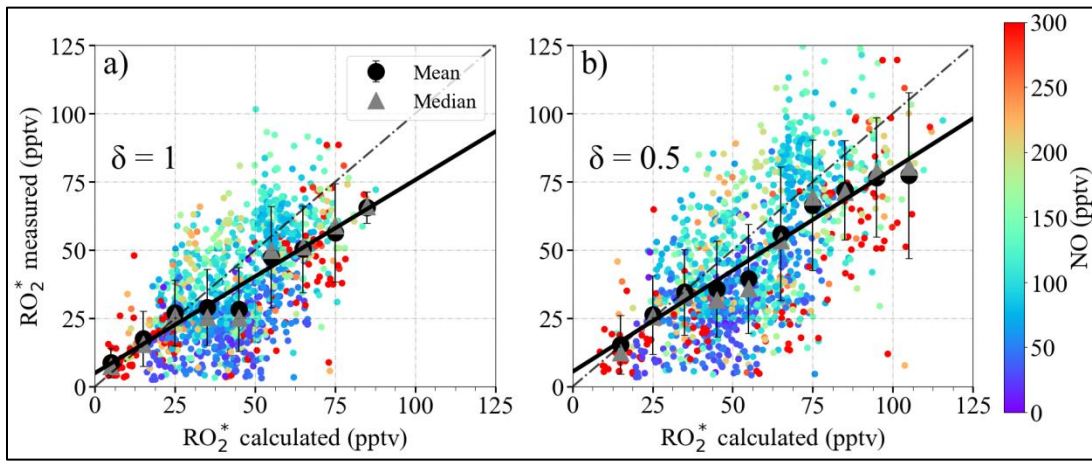 a)
Mean
Median
δ = 1
RO₂* measured (pptv)
0
25
50
75
100
125
0 25 50 75 100 125
RO₂* calculated (pptv)
b)
δ = 0.5
0
25
50
75
100
125
0 25 50 75 100 125
RO₂* calculated (pptv)
300
250
200
150
100
50
0
NO (pptv)